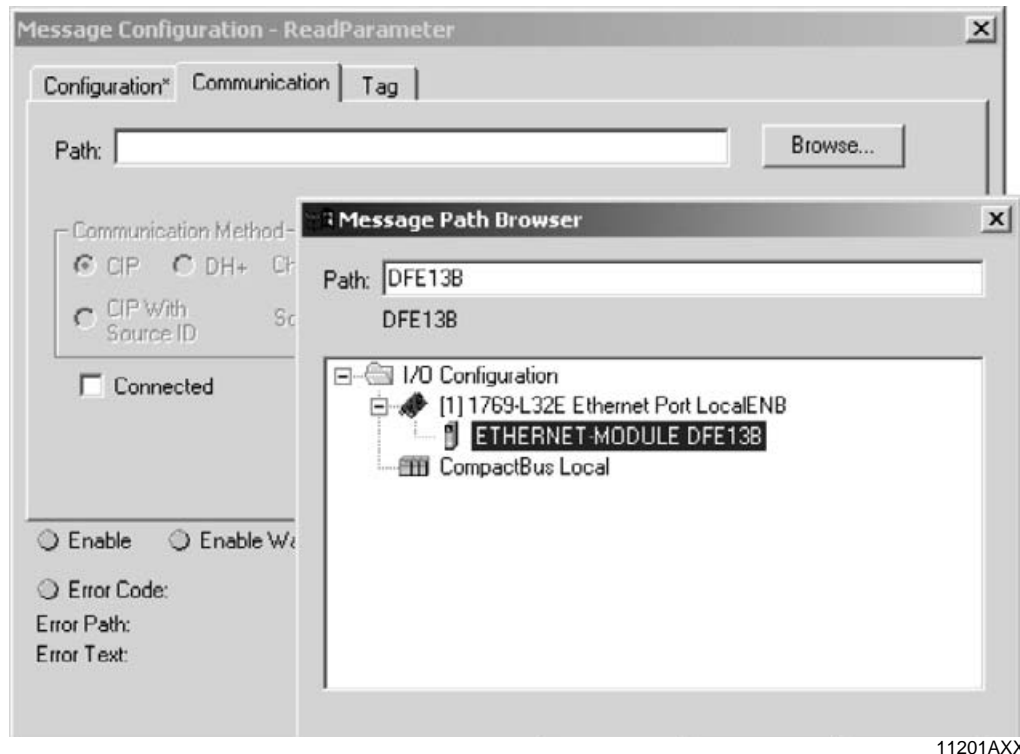 Message Configuration - ReadParameter
Configuration* Communication Tag
Path: Browse...
Communication Method
CIP DH+
CIP With
Source ID
Connected
Enable Enable
Error Code:
Error Path:
Error Text:
Message Path Browser
Path: DFE13B
DFE13B
I/O Configuration
[1] 1769-L32E Ethernet Port LocalENB
ETHERNET-MODULE DFE13B
CompactBus Local
11201AXX